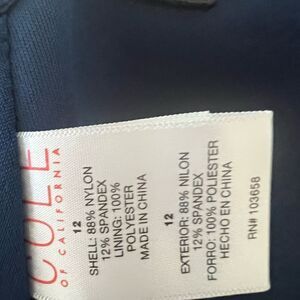 COLE
OF CALIFORNIA
12
SHELL: 88% NYLON
12% SPANDEX
LINING: 100%
POLYESTER
MADE IN CHINA
12
EXTERIOR: 88% NILON
12% SPANDEX
FORRO: 100% POLIESTER
HECHO EN CHINA
RN# 103658